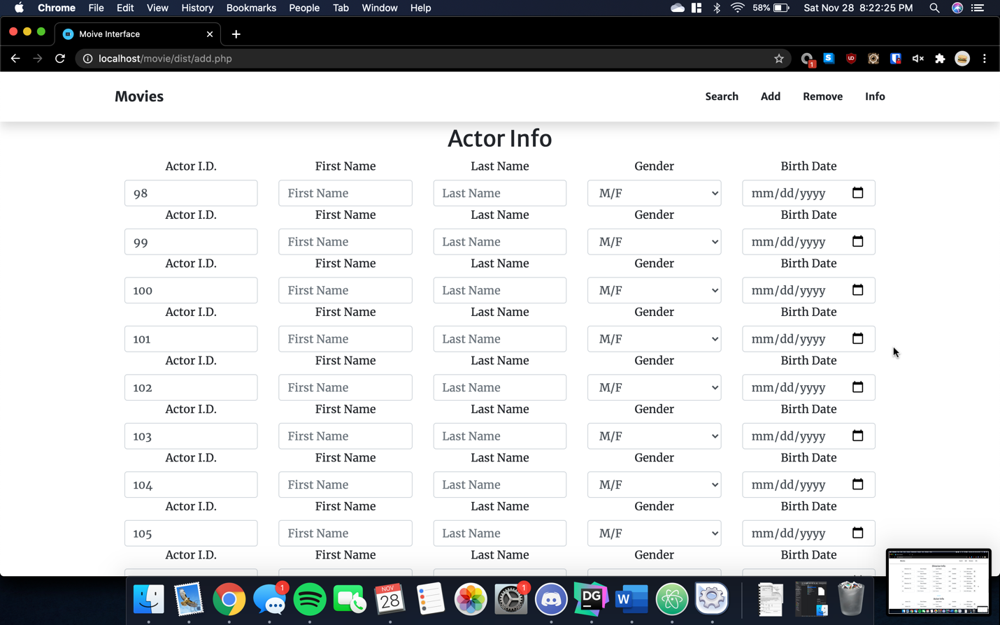 Chrome File Edit View History Bookmarks People Tab Window Help 58% Sat Nov 28 8:22:25 PM
Moive Interface
localhost/movie/dist/add.php
1
Movies Search Add Remove Info
Actor Info
Actor I.D. First Name Last Name Gender Birth Date
98 First Name Last Name M/F mm/dd/yyyy
Actor I.D. First Name Last Name Gender Birth Date
99 First Name Last Name M/F mm/dd/yyyy
Actor I.D. First Name Last Name Gender Birth Date
100 First Name Last Name M/F mm/dd/yyyy
Actor I.D. First Name Last Name Gender Birth Date
101 First Name Last Name M/F mm/dd/yyyy
Actor I.D. First Name Last Name Gender Birth Date
102 First Name Last Name M/F mm/dd/yyyy
Actor I.D. First Name Last Name Gender Birth Date
103 First Name Last Name M/F mm/dd/yyyy
Actor I.D. First Name Last Name Gender Birth Date
104 First Name Last Name M/F mm/dd/yyyy
Actor I.D. First Name Last Name Gender Birth Date
105 First Name Last Name M/F mm/dd/yyyy
Actor I.D. First Name Last Name Gender Birth Date
1 NOV 28 1 DG W